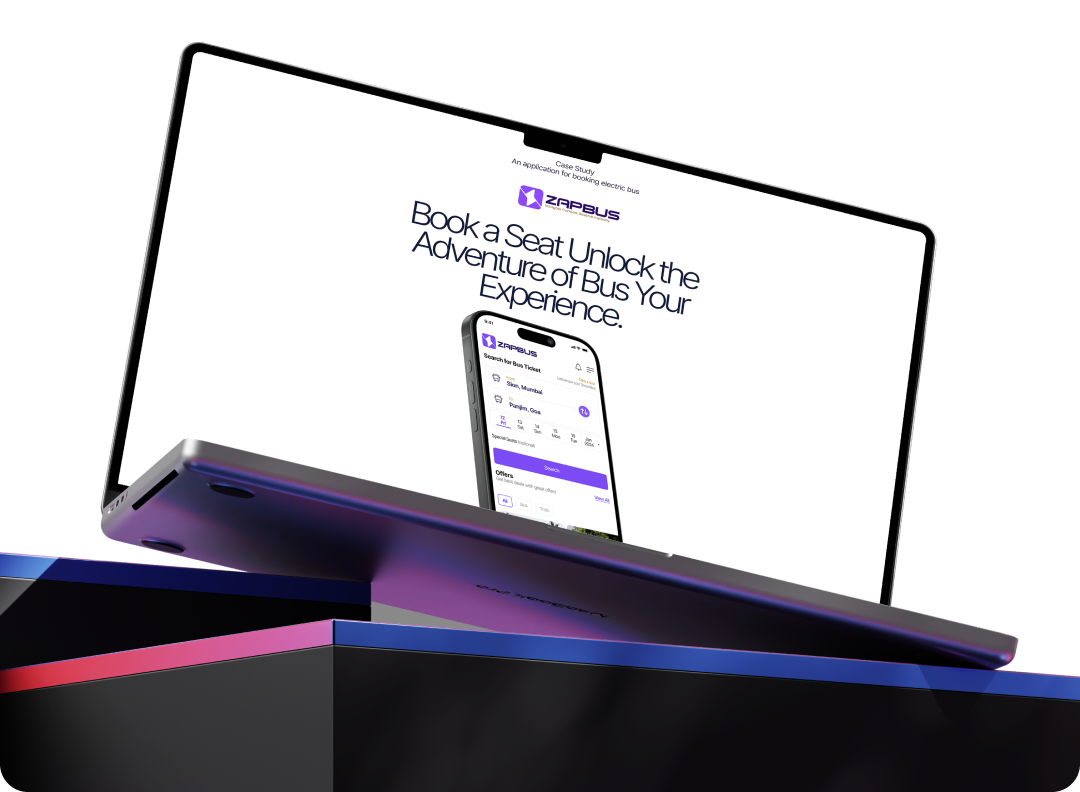 Case Study
An application for booking electric bus
ZAPBUS
Book a Seat Unlock the
Adventure of Bus Your
Experience.
9:41
ZAPBUS
Search for Bus Ticket
From
Sion, Mumbai
To
Panjim, Goa
12 13 14 15 16 Jan
Fri Sat Sun Mon Tue 2024
Special Seats (optional)
Search
Offers
Get best deals with great offers
View All
All Bus Train
MacBook Pro